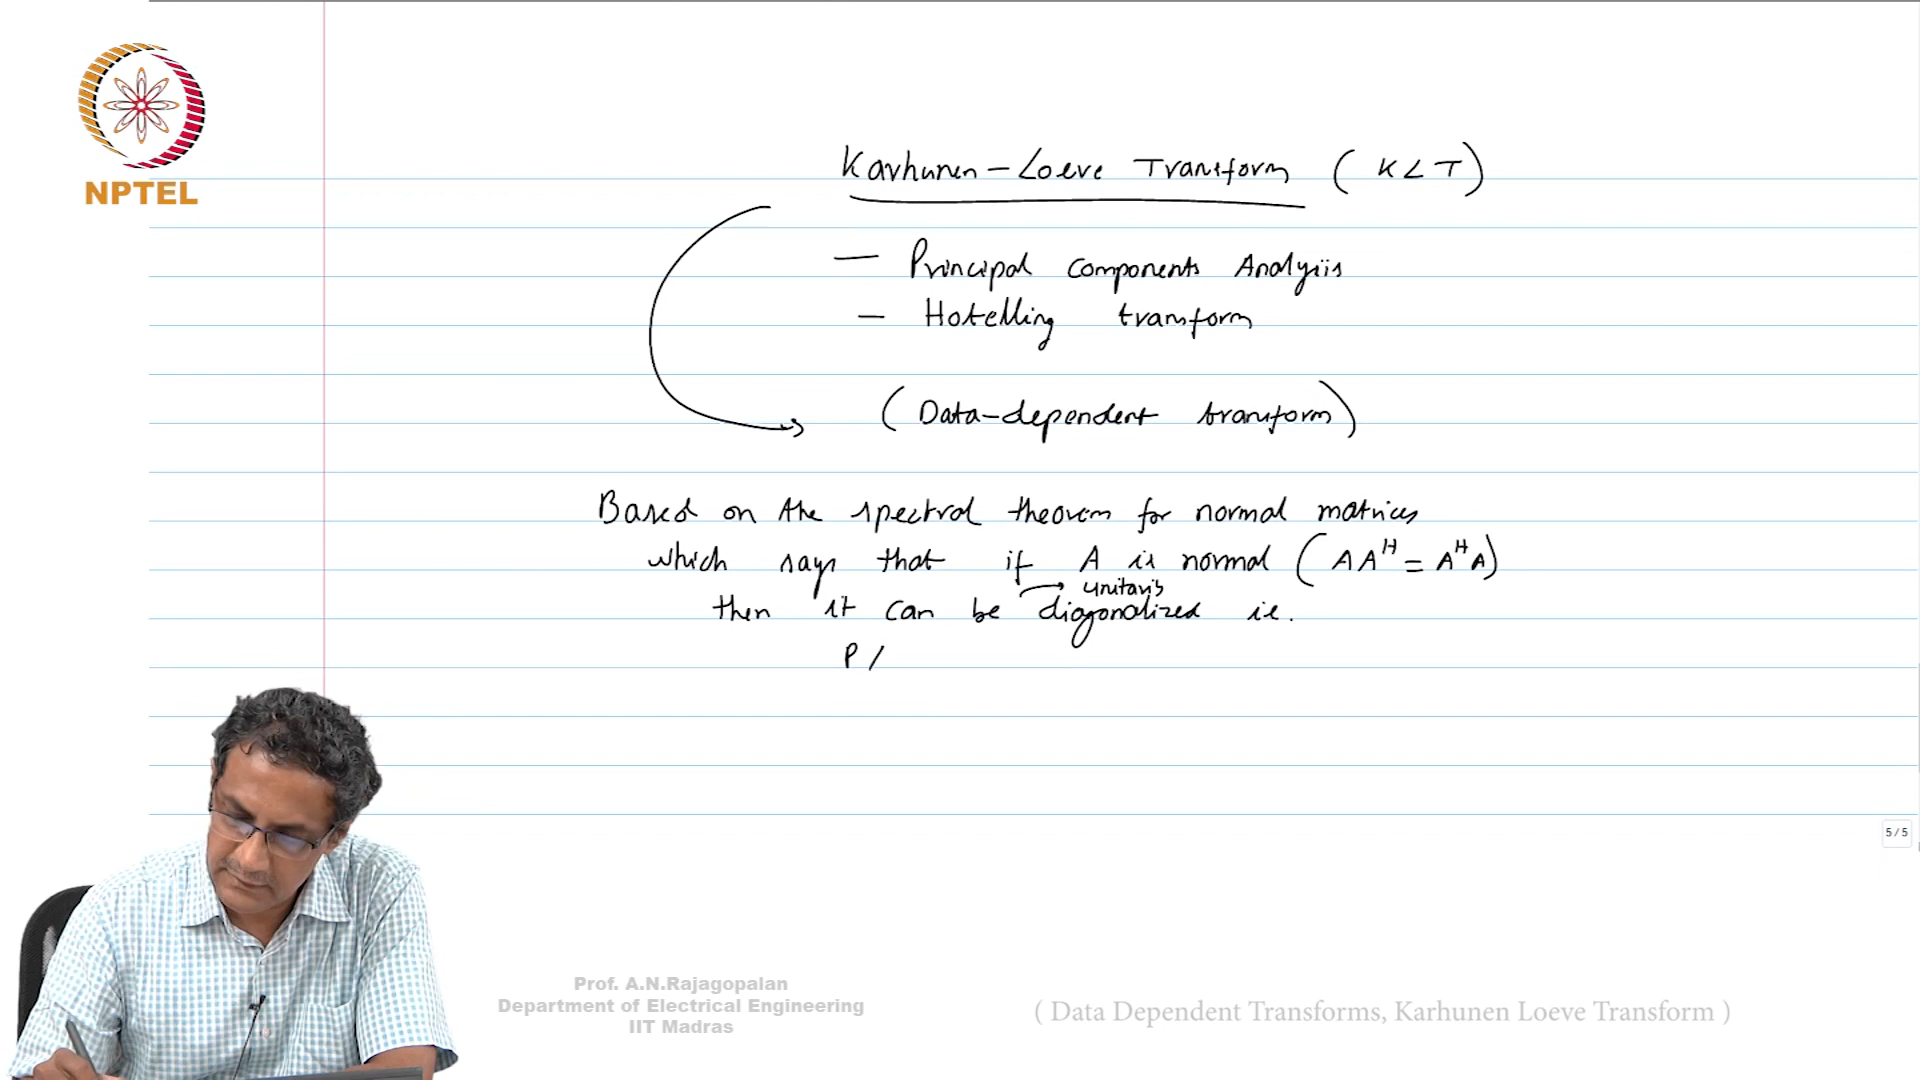 NPTEL
Karhunen-Loeve Transform (KLT)
— Principal Components Analysis
— Hotelling transform
(Data-dependent transform)
Based on the spectral theorem for normal matrices
which says that if A is normal (AAᴴ = AᴴA)
unitarily
then it can be diagonalized i.e.
P /
5 / 5
Prof. A.N.Rajagopalan
Department of Electrical Engineering
IIT Madras
( Data Dependent Transforms, Karhunen Loeve Transform )